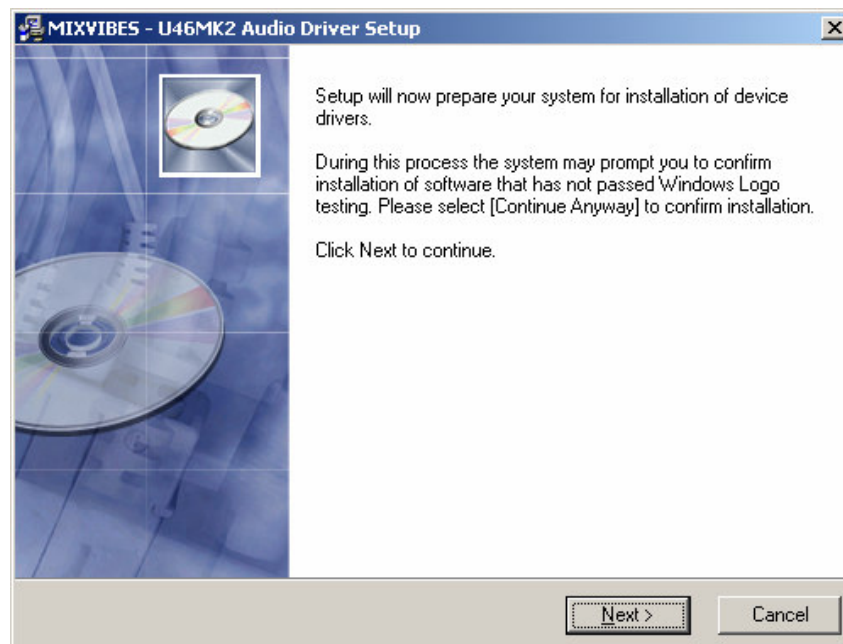 MIXVIBES - U46MK2 Audio Driver Setup
Setup will now prepare your system for installation of device
drivers.
During this process the system may prompt you to confirm
installation of software that has not passed Windows Logo
testing. Please select [Continue Anyway] to confirm installation.
Click Next to continue.
Next >
Cancel